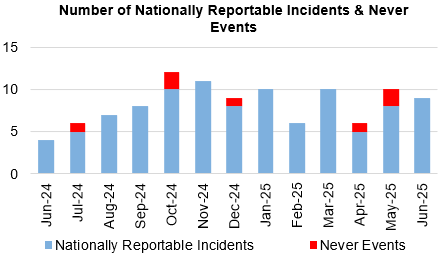 Number of Nationally Reportable Incidents & Never
Events
15
10
5
0
Jun-24
Jul-24
Aug-24
Sep-24
Oct-24
Nov-24
Dec-24
Jan-25
Feb-25
Mar-25
Apr-25
May-25
Jun-25
Nationally Reportable Incidents
Never Events